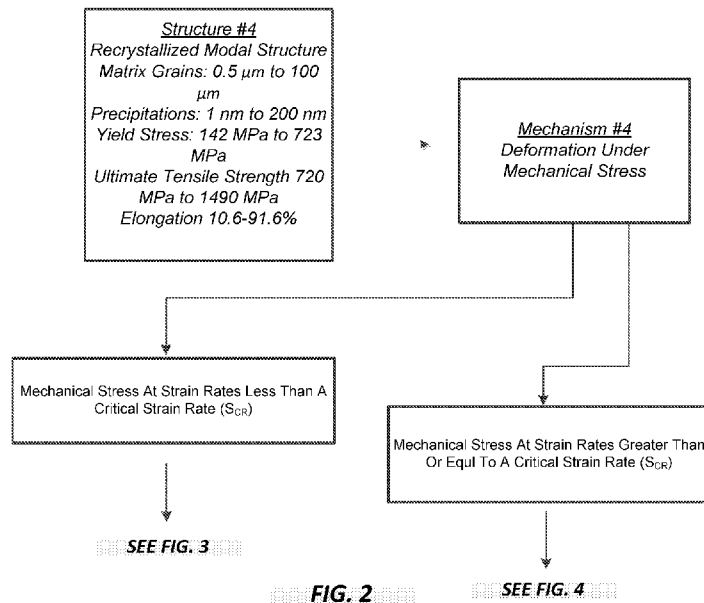 Structure #4
Recrystallized Modal Structure
Matrix Grains: 0.5 µm to 100
µm
Precipitations: 1 nm to 200 nm
Yield Stress: 142 MPa to 723
MPa
Ultimate Tensile Strength 720
MPa to 1490 MPa
Elongation 10.6-91.6%
Mechanism #4
Deformation Under
Mechanical Stress
Mechanical Stress At Strain Rates Less Than A
Critical Strain Rate (SCR)
Mechanical Stress At Strain Rates Greater Than
Or Equl To A Critical Strain Rate (SCR)
SEE FIG. 3
SEE FIG. 4
FIG. 2